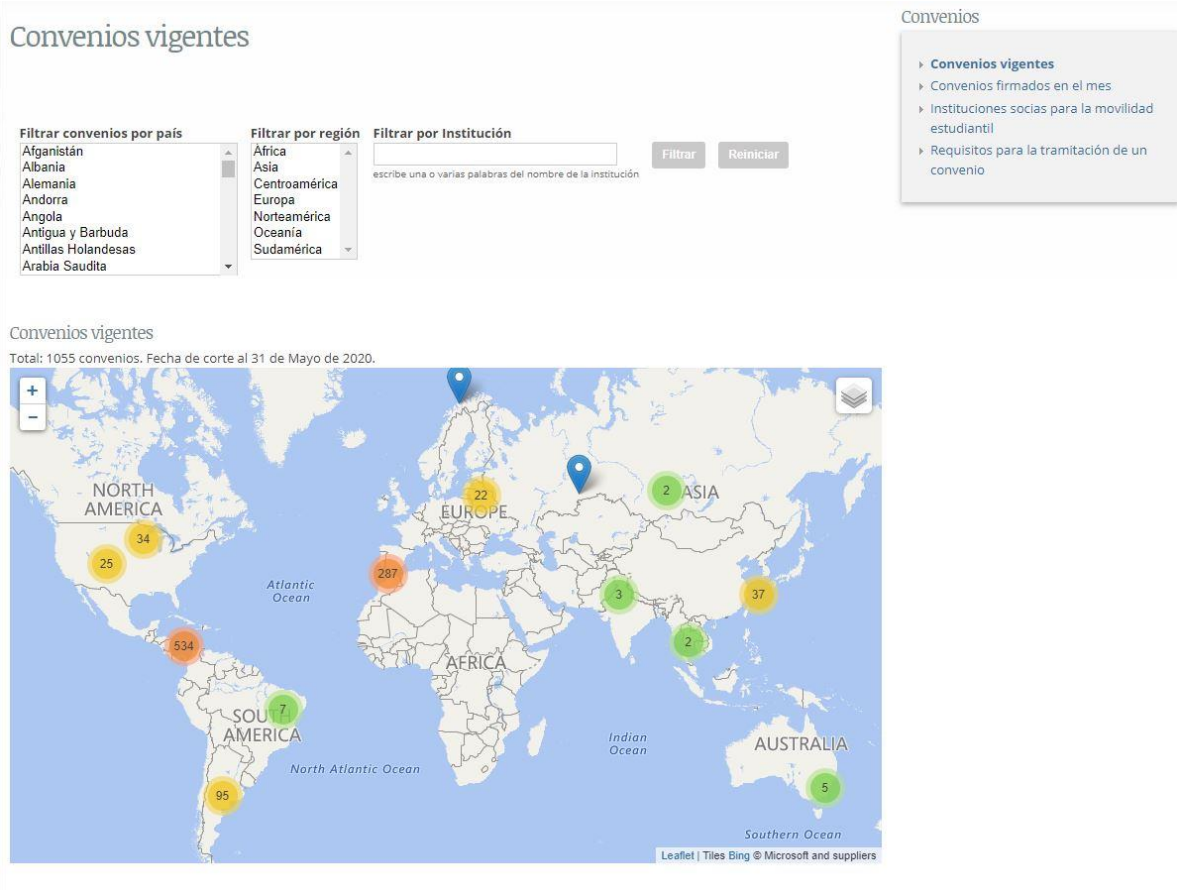 Convenios vigentes
Filtrar convenios por país
Afganistán
Albania
Alemania
Andorra
Angola
Antigua y Barbuda
Antillas Holandesas
Arabia Saudita
Filtrar por región
África
Asia
Centroamérica
Europa
Norteamérica
Oceanía
Sudamérica
Filtrar por Institución
escribe una o varias palabras del nombre de la institución
Filtrar
Reiniciar
Convenios
Convenios vigentes
Convenios firmados en el mes
Instituciones socias para la movilidad
estudiantil
Requisitos para la tramitación de un
convenio
Convenios vigentes
Total: 1055 convenios. Fecha de corte al 31 de Mayo de 2020.
+
−
NORTH
AMERICA
34
25
22
EUROPE
2
ASIA
287
Atlantic
Ocean
3
37
534
2
AFRICA
7
SOUTH
AMERICA
Indian
Ocean
AUSTRALIA
North Atlantic Ocean
95
5
Southern Ocean
Leaflet | Tiles Bing © Microsoft and suppliers